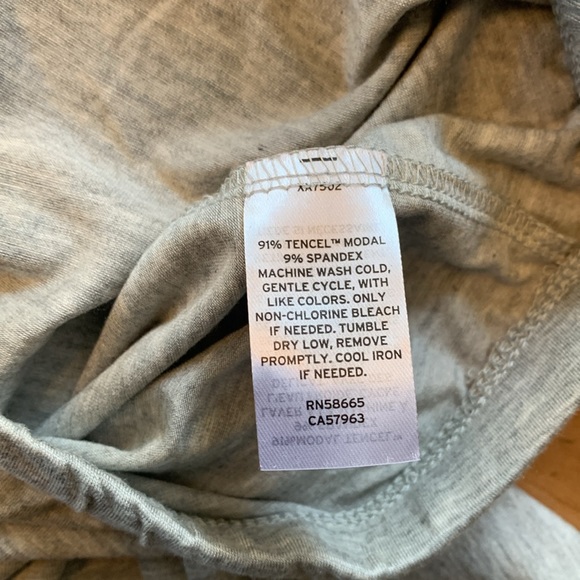 XA7502
91% TENCEL™ MODAL
9% SPANDEX
MACHINE WASH COLD,
GENTLE CYCLE, WITH
LIKE COLORS. ONLY
NON-CHLORINE BLEACH
IF NEEDED. TUMBLE
DRY LOW, REMOVE
PROMPTLY. COOL IRON
IF NEEDED.
RN58665
CA57963